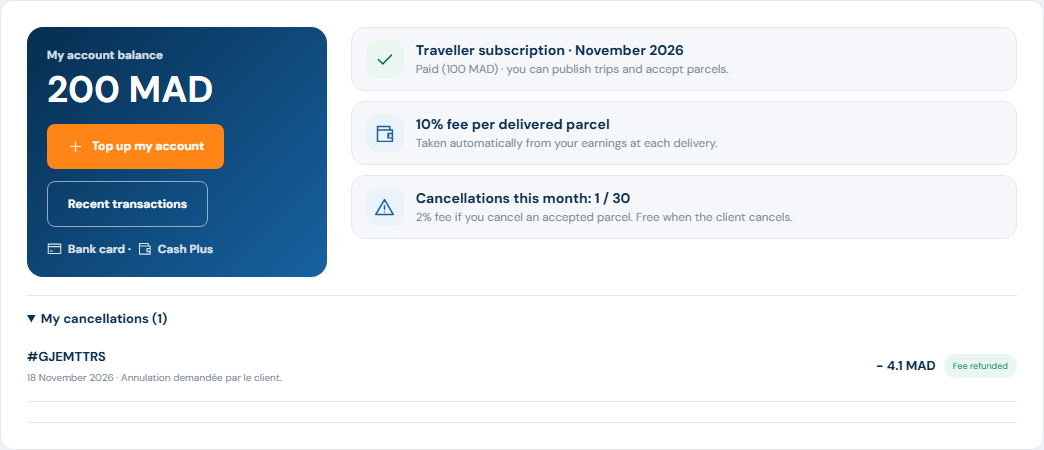 My account balance
200 MAD
Top up my account
Recent transactions
Bank card · Cash Plus
Traveller subscription · November 2026
Paid (100 MAD) · you can publish trips and accept parcels.
10% fee per delivered parcel
Taken automatically from your earnings at each delivery.
Cancellations this month: 1 / 30
2% fee if you cancel an accepted parcel. Free when the client cancels.
My cancellations (1)
#GJEMTTRS
18 November 2026 · Annulation demandée par le client.
− 4.1 MAD Fee refunded